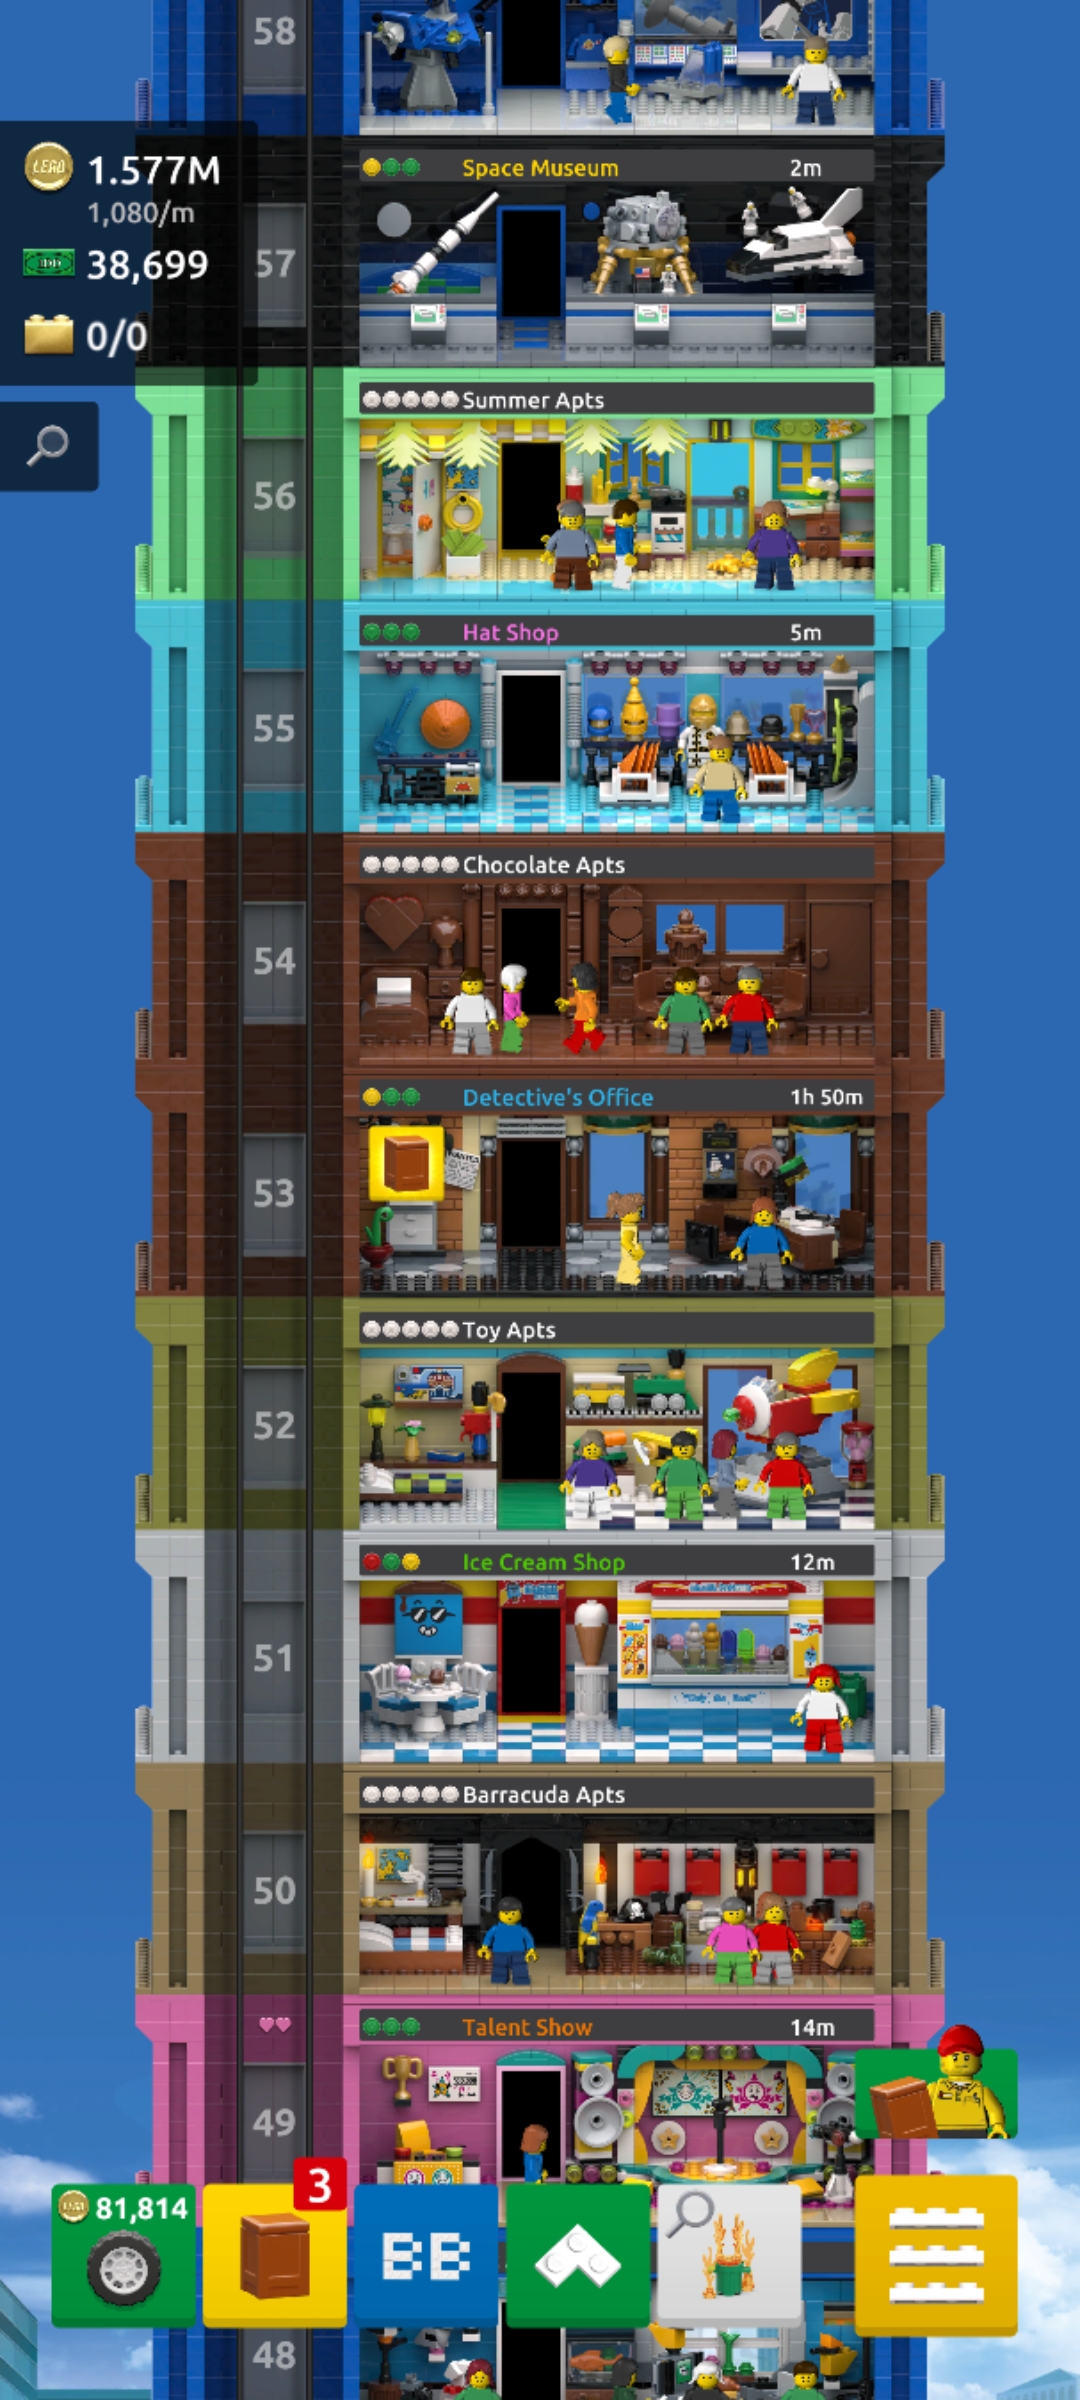 58
1.577M
1,080/m
38,699
0/0
Space Museum 2m
57
Summer Apts
56
Hat Shop 5m
55
Chocolate Apts
54
Detective's Office 1h 50m
WANTED
53
Toy Apts
52
Ice Cream Shop 12m
51
Barracuda Apts
50
Talent Show 14m
49
81,814
3
BB
48